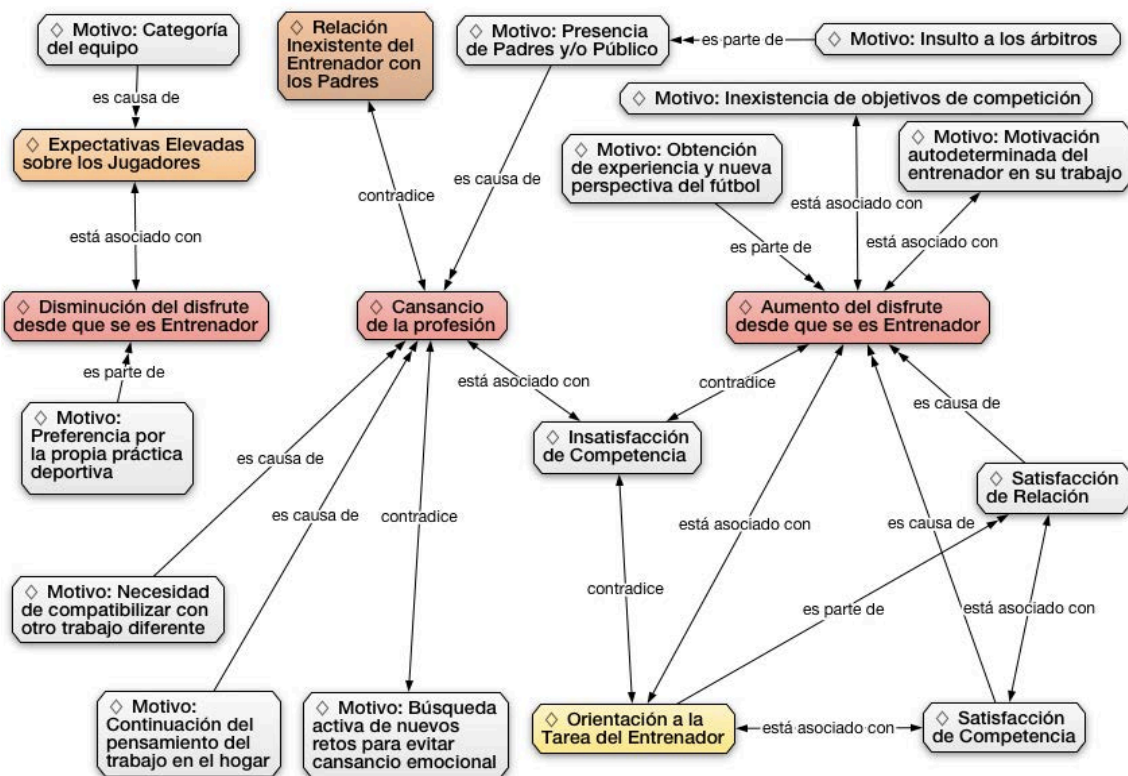 ◇ Motivo: Categoría
del equipo
◇ Relación
Inexistente del
Entrenador con
los Padres
◇ Motivo: Presencia
de Padres y/o Público
es parte de
◇ Motivo: Insulto a los árbitros
es causa de
◇ Motivo: Inexistencia de objetivos de competición
◇ Expectativas Elevadas
sobre los Jugadores
contradice
es causa de
◇ Motivo: Obtención
de experiencia y nueva
perspectiva del fútbol
◇ Motivo: Motivación
autodeterminada del
entrenador en su trabajo
está asociado con
está asociado con
es parte de
está asociado con
◇ Disminución del disfrute
desde que se es Entrenador
◇ Cansancio
de la profesión
◇ Aumento del disfrute
desde que se es Entrenador
es parte de
está asociado con
contradice
es causa de
◇ Motivo:
Preferencia por
la propia práctica
deportiva
◇ Insatisfacción
de Competencia
es causa de
◇ Satisfacción
de Relación
es causa de
contradice
está asociado con
es causa de
◇ Motivo: Necesidad
de compatibilizar con
otro trabajo diferente
contradice
es parte de
está asociado con
◇ Motivo:
Continuación del
pensamiento del
trabajo en el hogar
◇ Motivo: Búsqueda
activa de nuevos
retos para evitar
cansancio emocional
◇ Orientación a la
Tarea del Entrenador
está asociado con
◇ Satisfacción
de Competencia